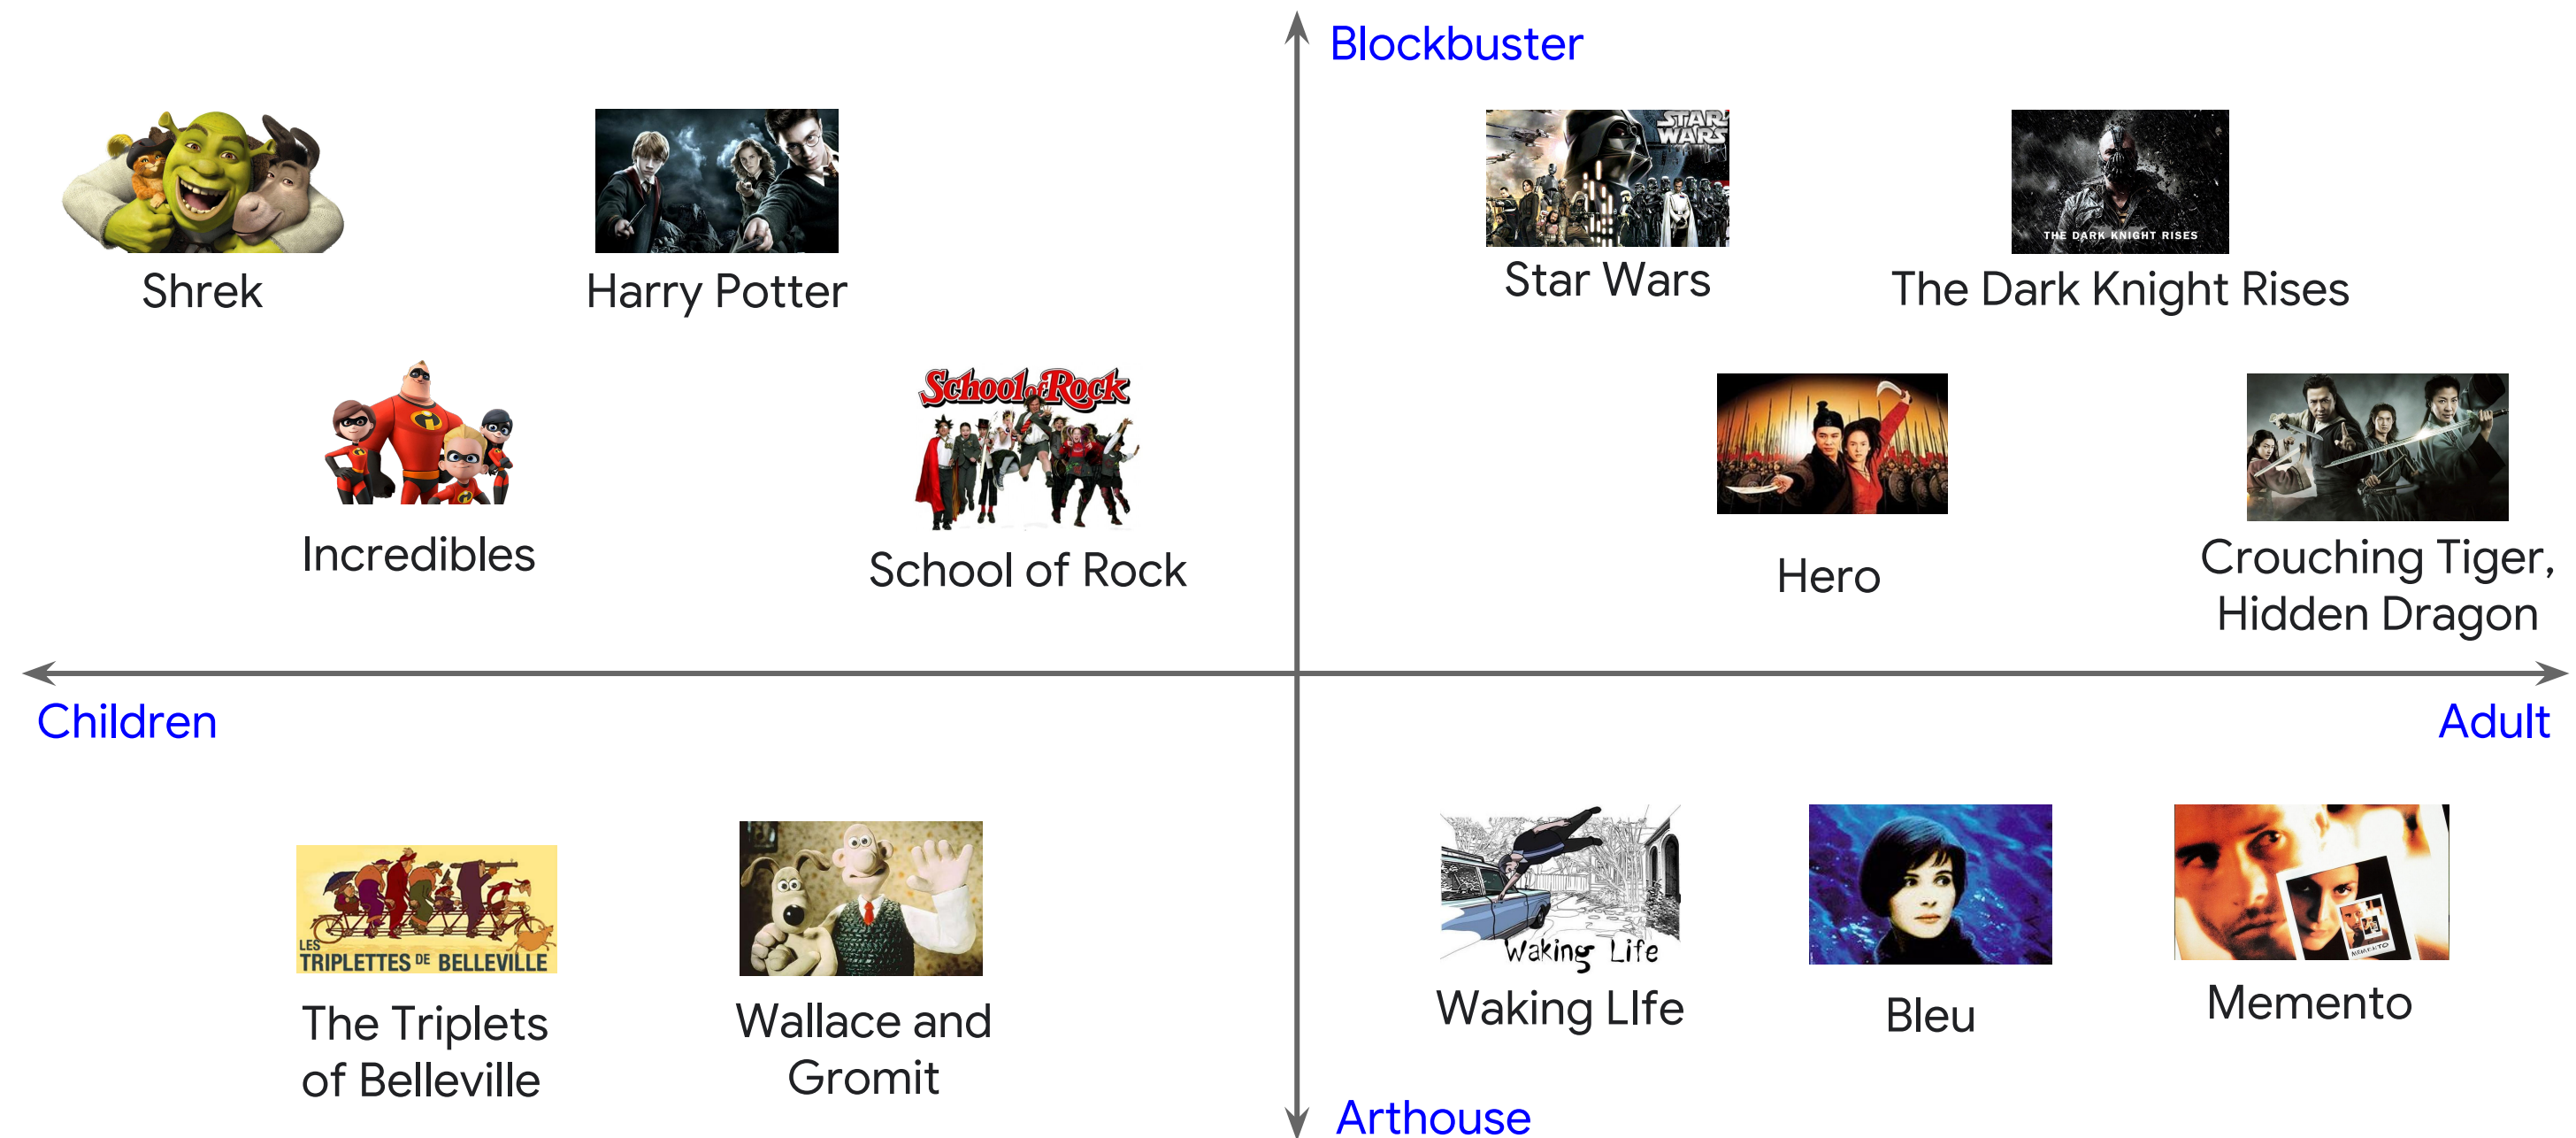 Blockbuster
STAR
WARS
THE DARK KNIGHT RISES
Shrek
Harry Potter
Star Wars
The Dark Knight Rises
School of Rock
Incredibles
School of Rock
Hero
Crouching Tiger,
Hidden Dragon
Children
Adult
LES
TRIPLETTES DE BELLEVILLE
Waking Life
MEMENTO
The Triplets
of Belleville
Wallace and
Gromit
Waking LIfe
Bleu
Memento
Arthouse